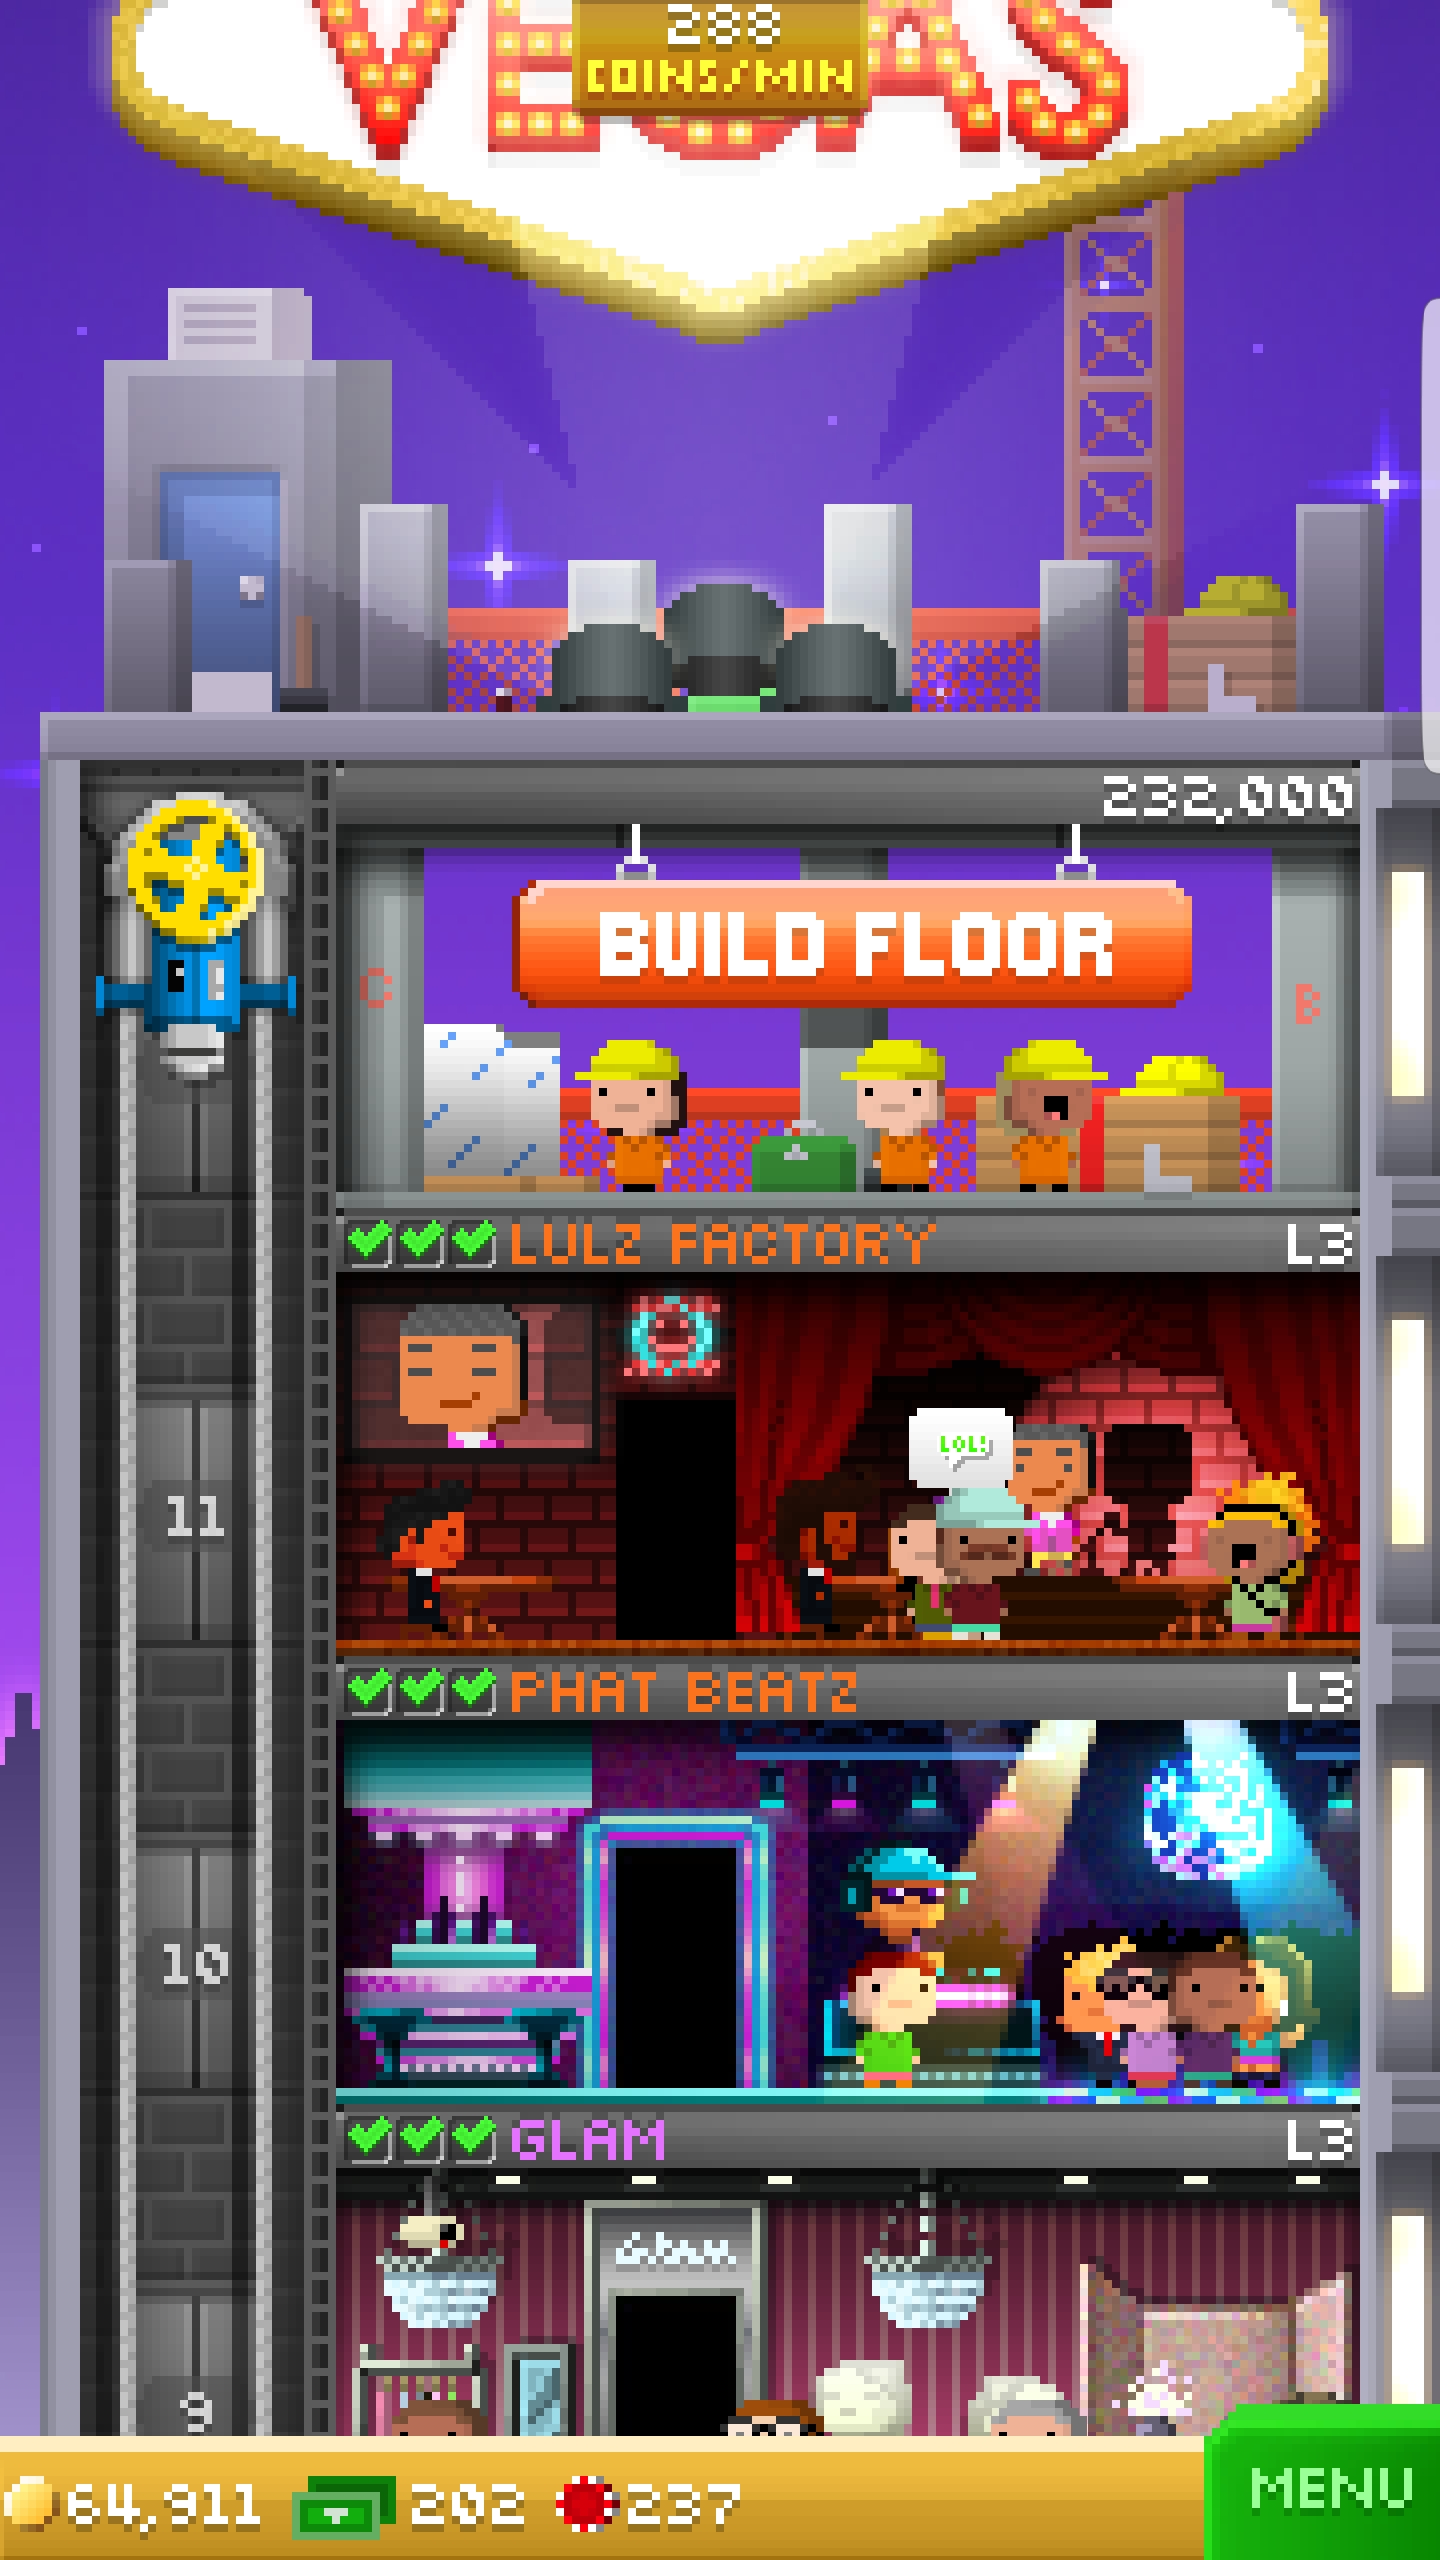 VEGAS
288
COINS/MIN
232,000
BUILD FLOOR
C
B
LULZ FACTORY L3
LOL!
11
PHAT BEATZ L3
10
GLAM L3
Glam
9
64,911 202 237
MENU